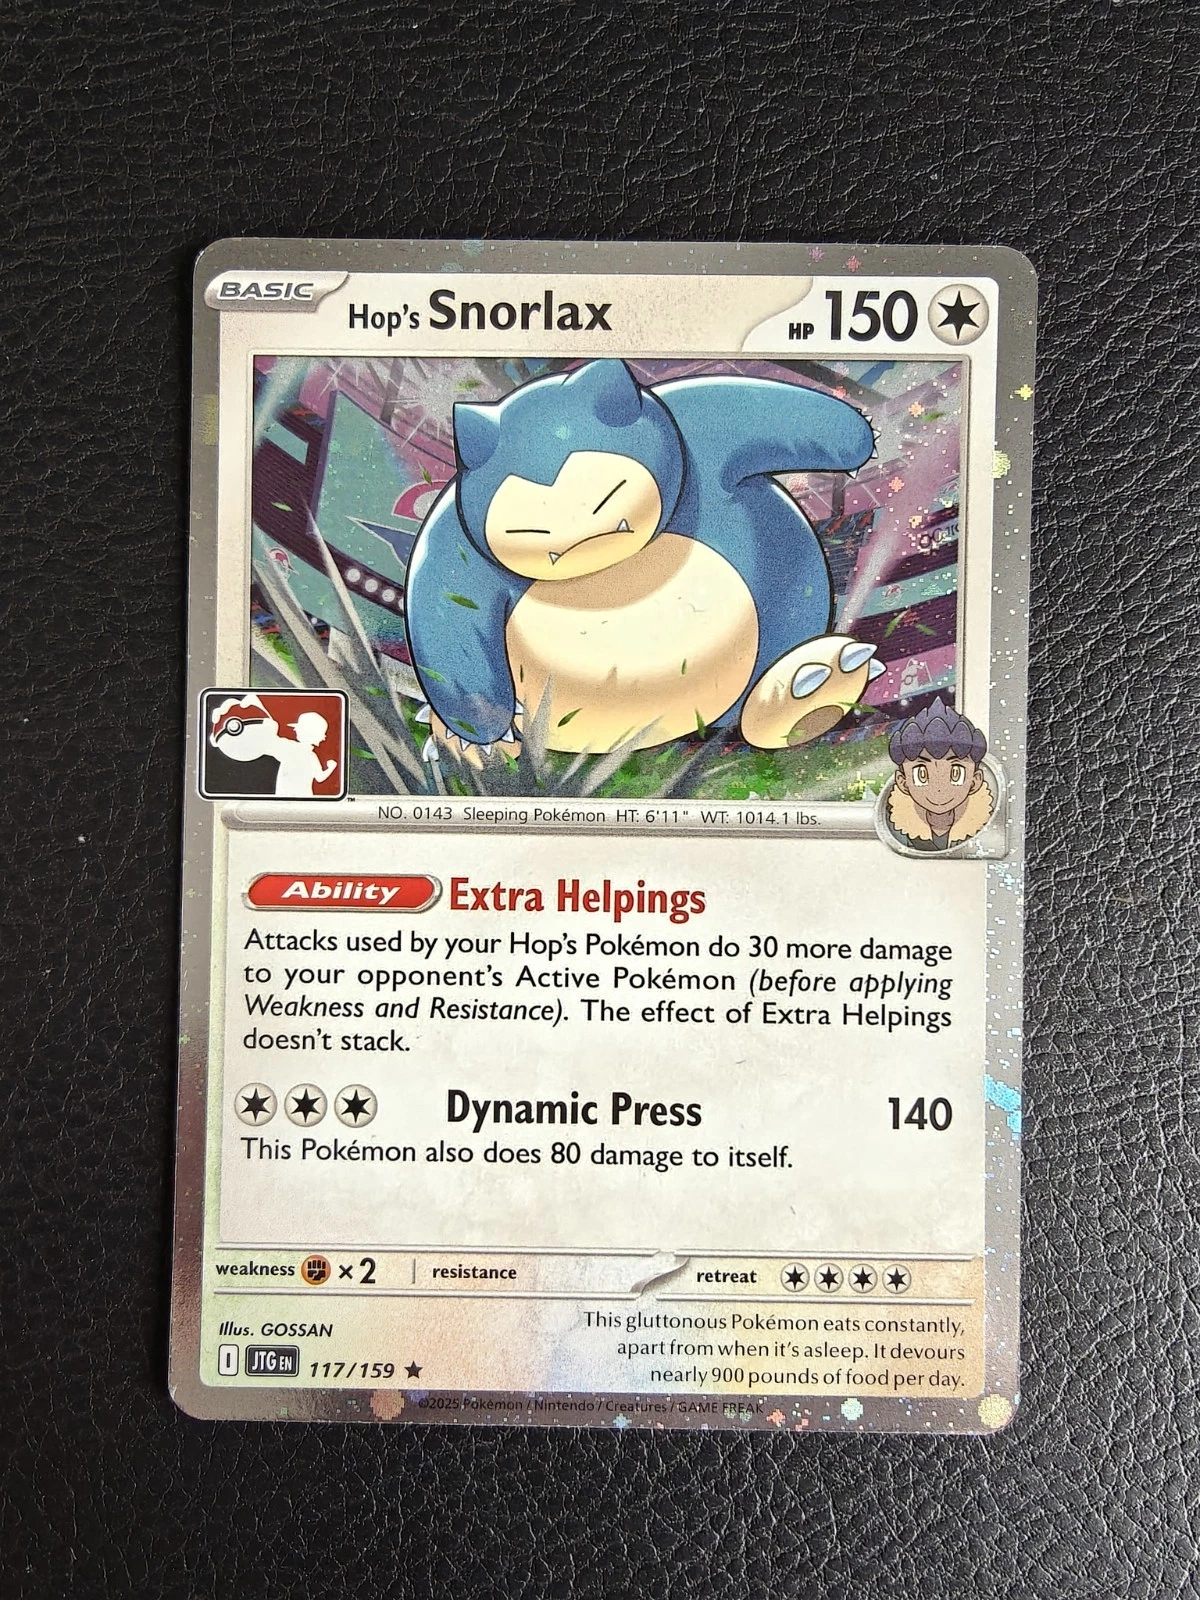 BASIC
Hop's Snorlax
HP 150
NO. 0143 Sleeping Pokémon HT: 6'11" WT: 1014.1 lbs.
Ability Extra Helpings
Attacks used by your Hop's Pokémon do 30 more damage
to your opponent's Active Pokémon (before applying
Weakness and Resistance). The effect of Extra Helpings
doesn't stack.
Dynamic Press 140
This Pokémon also does 80 damage to itself.
weakness ×2 resistance retreat
Illus. GOSSAN
I JTG EN 117/159 ★
This gluttonous Pokémon eats constantly,
apart from when it's asleep. It devours
nearly 900 pounds of food per day.
©2025 Pokémon / Nintendo / Creatures / GAME FREAK